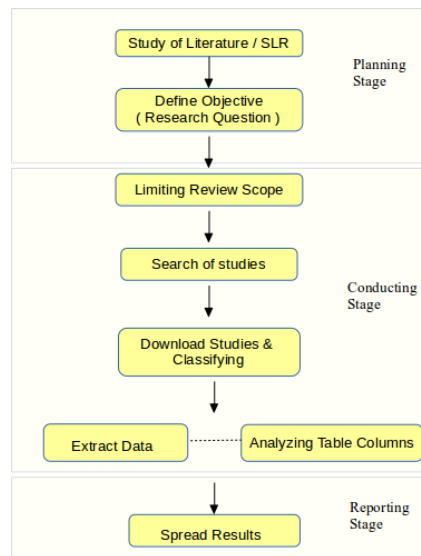 Study of Literature / SLR
Planning
Stage
Define Objective
( Research Question )
Limiting Review Scope
Search of studies
Conducting
Stage
Download Studies &
Classifying
Extract Data
Analyzing Table Columns
Reporting
Stage
Spread Results